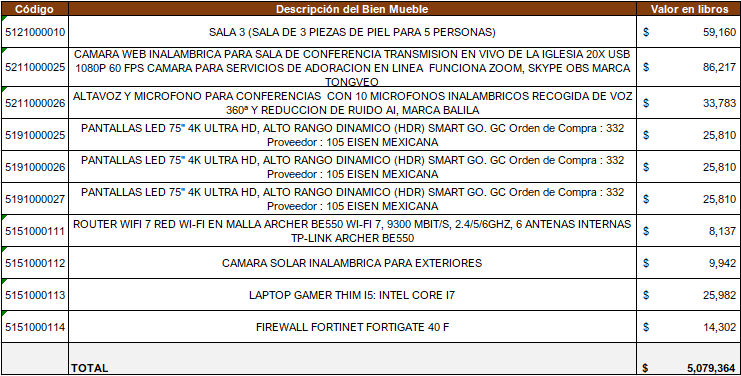 Código Descripción del Bien Mueble Valor en libros
5121000010 SALA 3 (SALA DE 3 PIEZAS DE PIEL PARA 5 PERSONAS) $ 59,160
CAMARA WEB INALAMBRICA PARA SALA DE CONFERENCIA TRANSMISION EN VIVO DE LA IGLESIA 20X USB
5211000025 1080P 60 FPS CAMARA PARA SERVICIOS DE ADORACION EN LINEA FUNCIONA ZOOM, SKYPE OBS MARCA $ 86,217
TONGVEO
5211000026 ALTAVOZ Y MICROFONO PARA CONFERENCIAS CON 10 MICROFONOS INALAMBRICOS RECOGIDA DE VOZ $ 33,783
360ª Y REDUCCION DE RUIDO AI, MARCA BALILA
5191000025 PANTALLAS LED 75" 4K ULTRA HD, ALTO RANGO DINAMICO (HDR) SMART GO. GC Orden de Compra : 332 $ 25,810
Proveedor : 105 EISEN MEXICANA
5191000026 PANTALLAS LED 75" 4K ULTRA HD, ALTO RANGO DINAMICO (HDR) SMART GO. GC Orden de Compra : 332 $ 25,810
Proveedor : 105 EISEN MEXICANA
5191000027 PANTALLAS LED 75" 4K ULTRA HD, ALTO RANGO DINAMICO (HDR) SMART GO. GC Orden de Compra : 332 $ 25,810
Proveedor : 105 EISEN MEXICANA
5151000111 ROUTER WIFI 7 RED WI-FI EN MALLA ARCHER BE550 WI-FI 7, 9300 MBIT/S, 2.4/5/6GHZ, 6 ANTENAS INTERNAS $ 8,137
TP-LINK ARCHER BE550
5151000112 CAMARA SOLAR INALAMBRICA PARA EXTERIORES $ 9,942
5151000113 LAPTOP GAMER THIM I5: INTEL CORE I7 $ 25,982
5151000114 FIREWALL FORTINET FORTIGATE 40 F $ 14,302
TOTAL $ 5,079,364